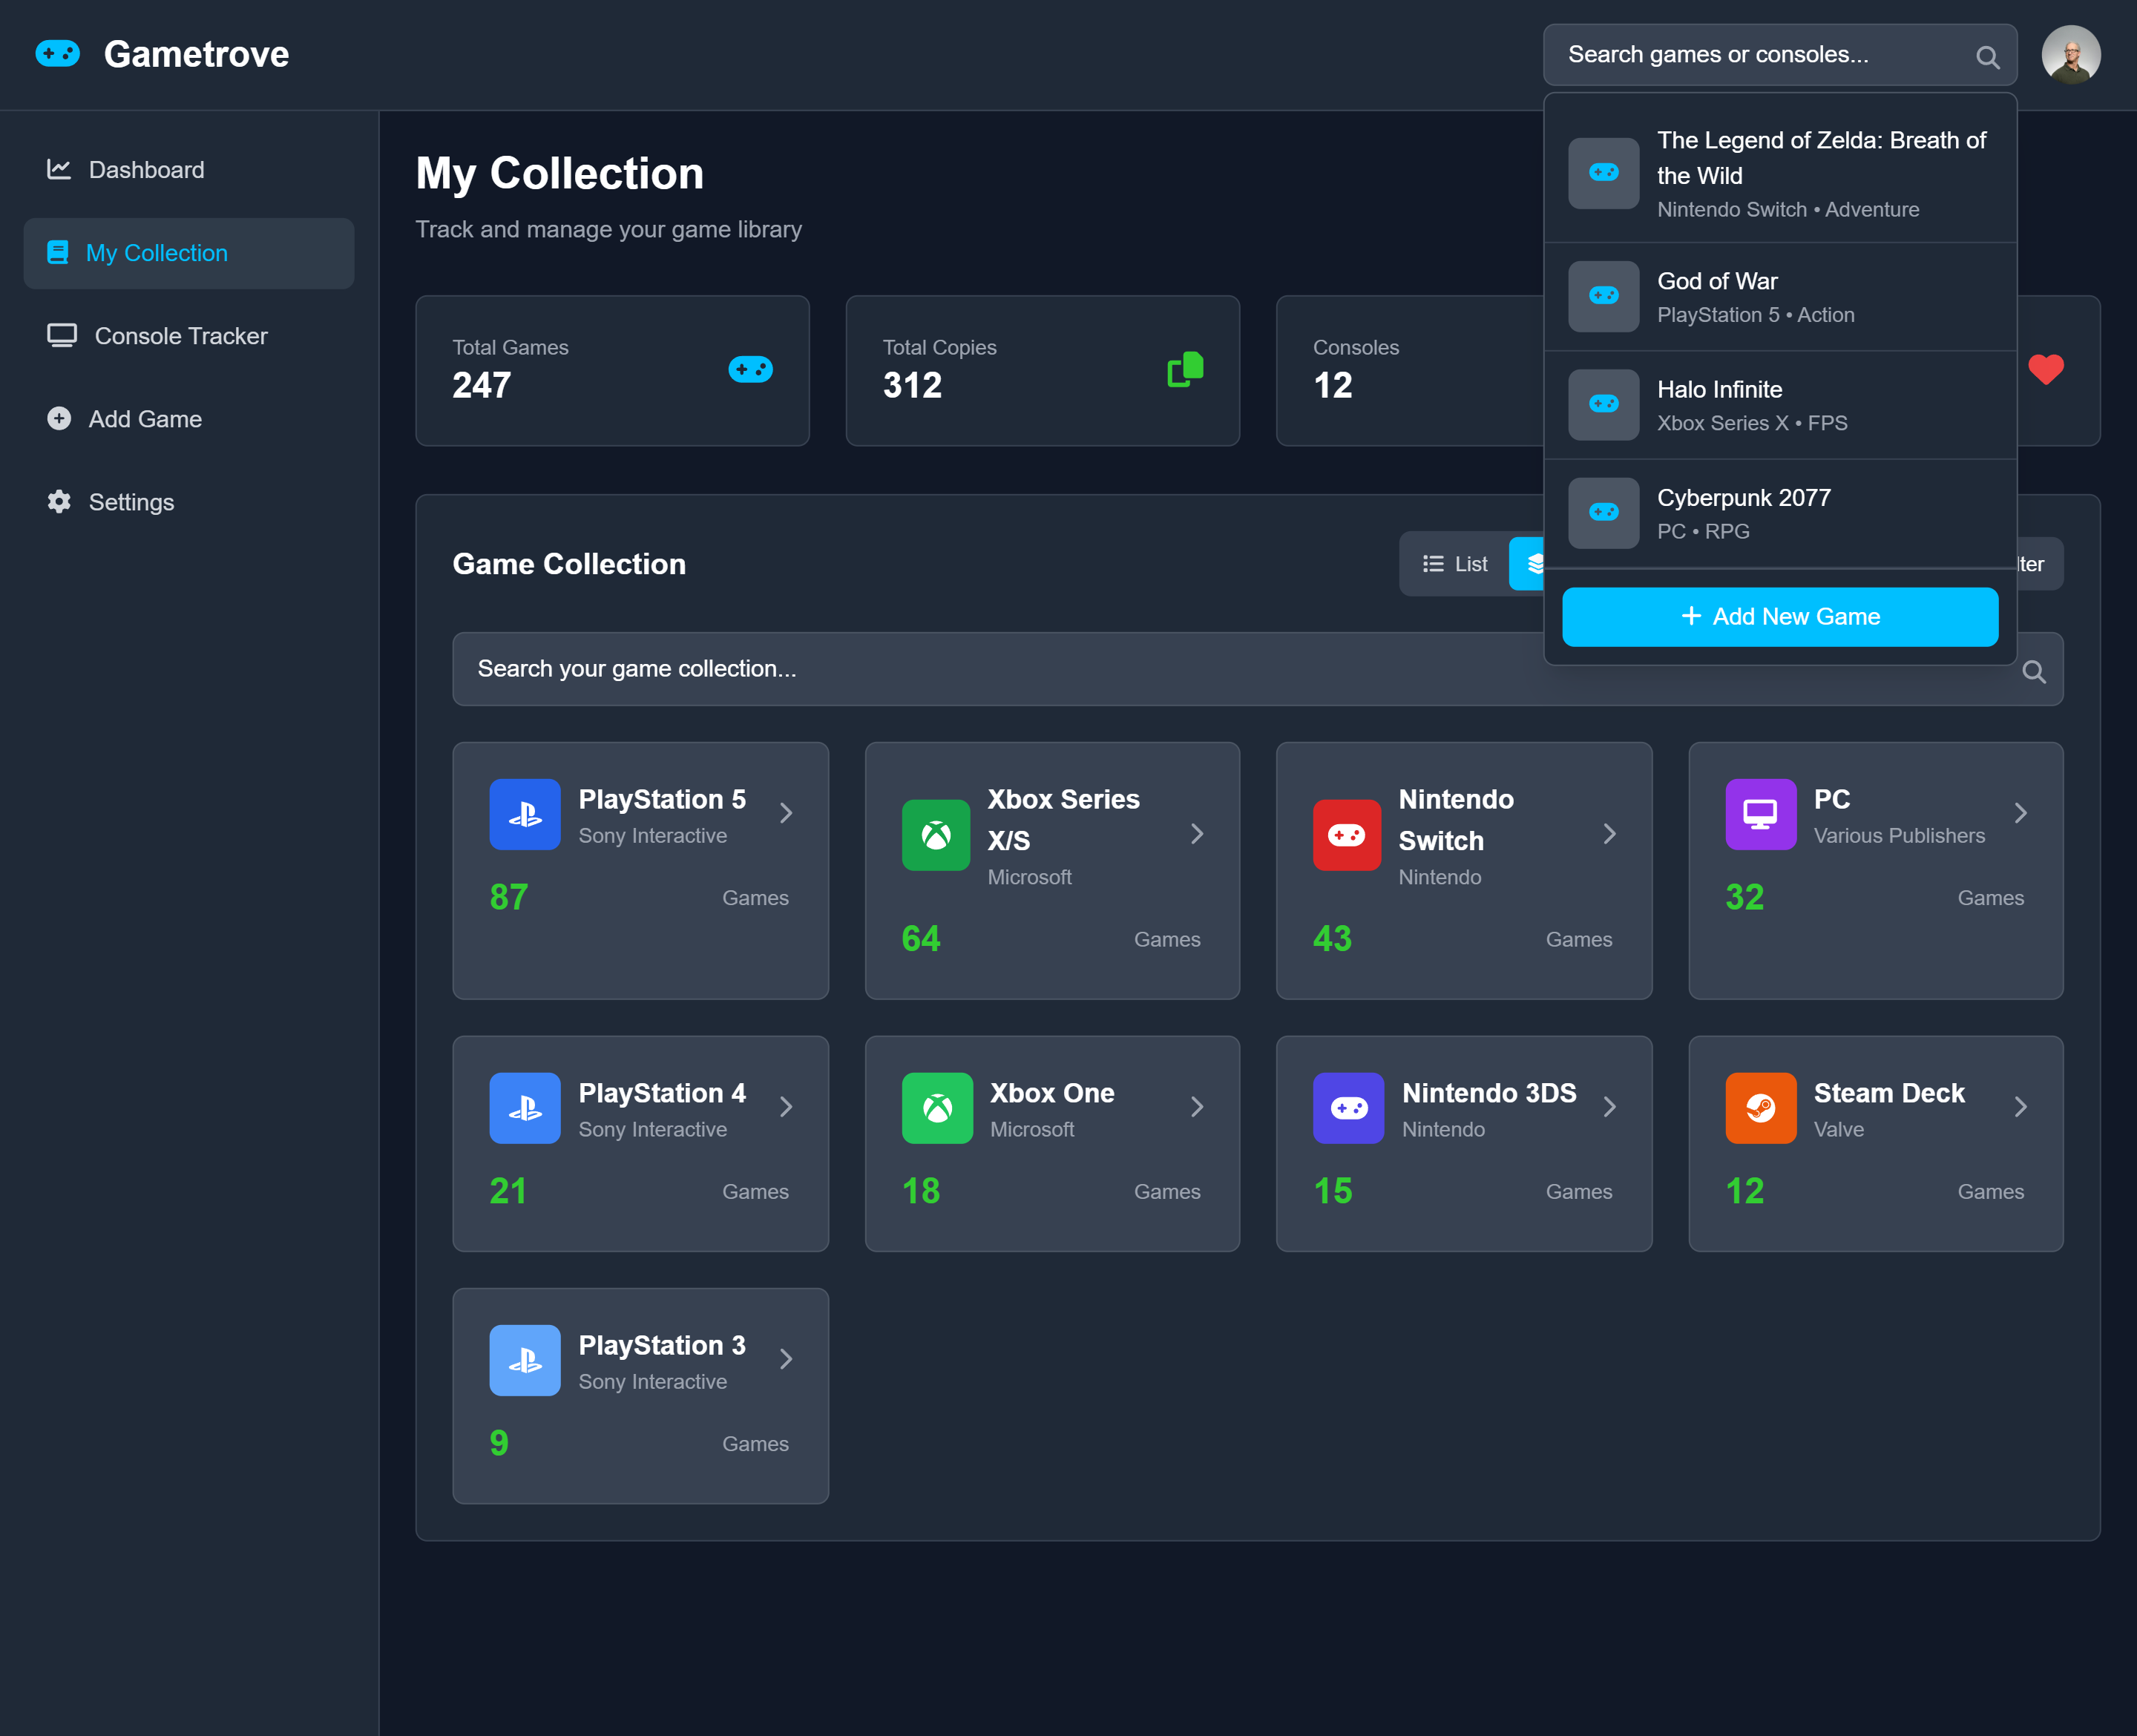 Gametrove
Search games or consoles...
Dashboard
My Collection
Console Tracker
Add Game
Settings
My Collection
Track and manage your game library
Total Games
247
Total Copies
312
Consoles
12
The Legend of Zelda: Breath of
the Wild
Nintendo Switch • Adventure
God of War
PlayStation 5 • Action
Halo Infinite
Xbox Series X • FPS
Cyberpunk 2077
PC • RPG
Add New Game
Game Collection
List
Search your game collection...
PlayStation 5
Sony Interactive
87
Games
Xbox Series
X/S
Microsoft
64
Games
Nintendo
Switch
Nintendo
43
Games
PC
Various Publishers
32
Games
PlayStation 4
Sony Interactive
21
Games
Xbox One
Microsoft
18
Games
Nintendo 3DS
Nintendo
15
Games
Steam Deck
Valve
12
Games
PlayStation 3
Sony Interactive
9
Games